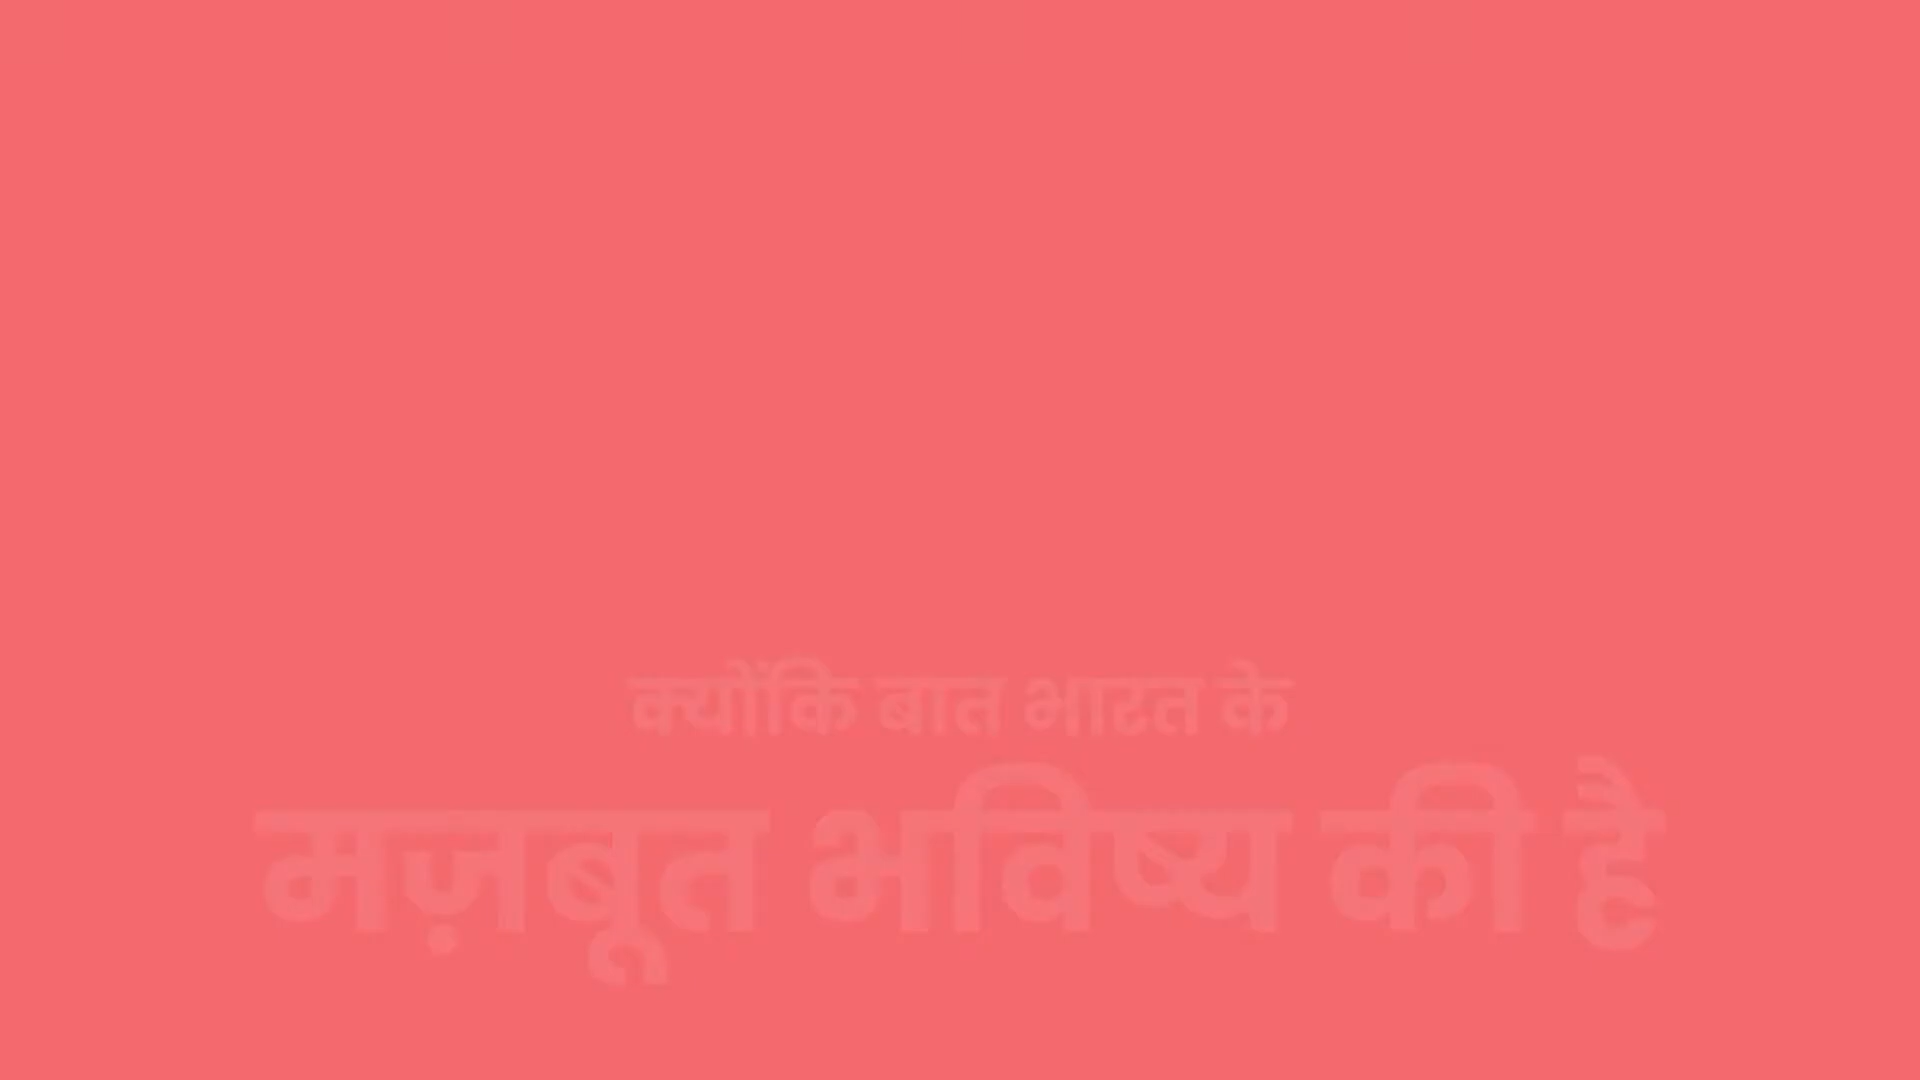 क्योंकि बात भारत के
मज़बूत भविष्य की है